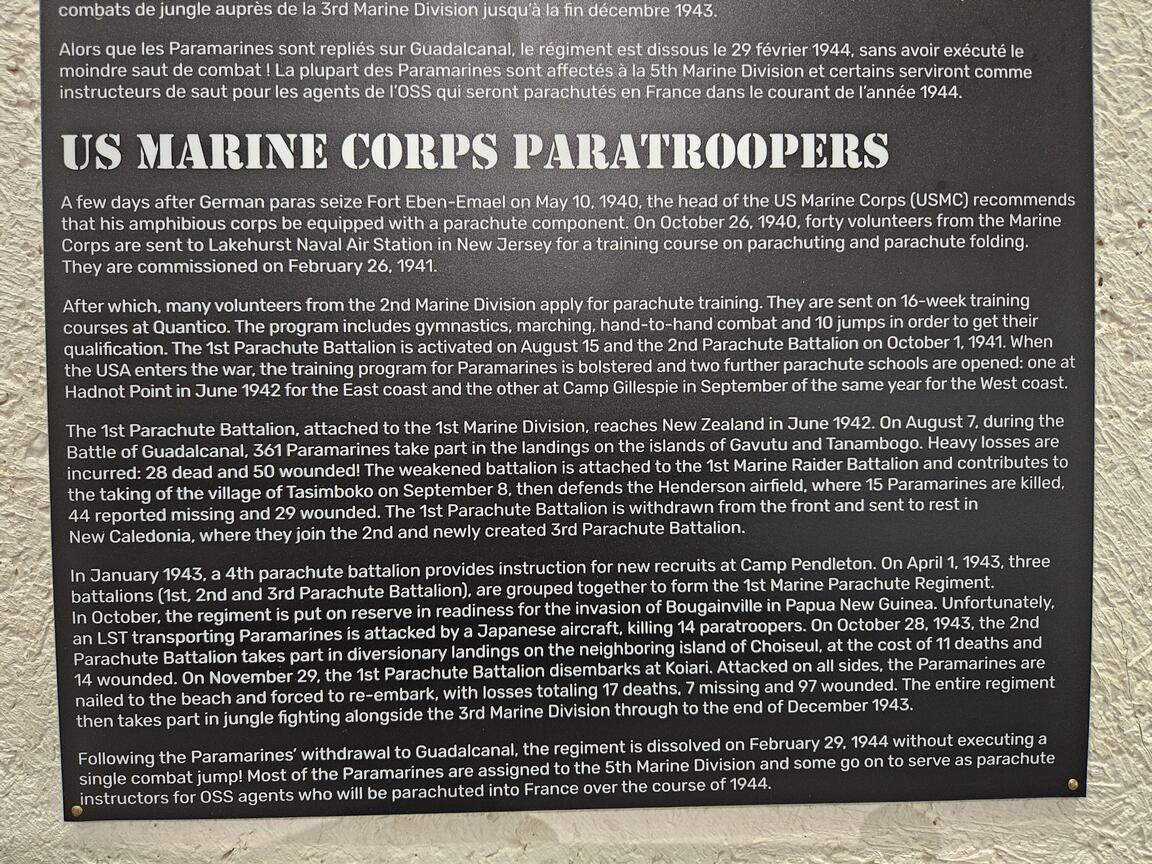 combats de jungle auprès de la 3rd Marine Division jusqu'à la fin décembre 1943.
Alors que les Paramarines sont repliés sur Guadalcanal, le régiment est dissous le 29 février 1944, sans avoir exécuté le
moindre saut de combat ! La plupart des Paramarines sont affectés à la 5th Marine Division et certains serviront comme
instructeurs de saut pour les agents de l'OSS qui seront parachutés en France dans le courant de l'année 1944.
US MARINE CORPS PARATROOPERS
A few days after German paras seize Fort Eben-Emael on May 10, 1940, the head of the US Marine Corps (USMC) recommends
that his amphibious corps be equipped with a parachute component. On October 26, 1940, forty volunteers from the Marine
Corps are sent to Lakehurst Naval Air Station in New Jersey for a training course on parachuting and parachute folding.
They are commissioned on February 26, 1941.
After which, many volunteers from the 2nd Marine Division apply for parachute training. They are sent on 16-week training
courses at Quantico. The program includes gymnastics, marching, hand-to-hand combat and 10 jumps in order to get their
qualification. The 1st Parachute Battalion is activated on August 15 and the 2nd Parachute Battalion on October 1, 1941. When
the USA enters the war, the training program for Paramarines is bolstered and two further parachute schools are opened: one at
Hadnot Point in June 1942 for the East coast and the other at Camp Gillespie in September of the same year for the West coast.
The 1st Parachute Battalion, attached to the 1st Marine Division, reaches New Zealand in June 1942. On August 7, during the
Battle of Guadalcanal, 361 Paramarines take part in the landings on the islands of Gavutu and Tanambogo. Heavy losses are
incurred: 28 dead and 50 wounded! The weakened battalion is attached to the 1st Marine Raider Battalion and contributes to
the taking of the village of Tasimboko on September 8, then defends the Henderson airfield, where 15 Paramarines are killed,
44 reported missing and 29 wounded. The 1st Parachute Battalion is withdrawn from the front and sent to rest in
New Caledonia, where they join the 2nd and newly created 3rd Parachute Battalion.
In January 1943, a 4th parachute battalion provides instruction for new recruits at Camp Pendleton. On April 1, 1943, three
battalions (1st, 2nd and 3rd Parachute Battalion), are grouped together to form the 1st Marine Parachute Regiment.
In October, the regiment is put on reserve in readiness for the invasion of Bougainville in Papua New Guinea. Unfortunately,
an LST transporting Paramarines is attacked by a Japanese aircraft, killing 14 paratroopers. On October 28, 1943, the 2nd
Parachute Battalion takes part in diversionary landings on the neighboring island of Choiseul, at the cost of 11 deaths and
14 wounded. On November 29, the 1st Parachute Battalion disembarks at Koiari. Attacked on all sides, the Paramarines are
nailed to the beach and forced to re-embark, with losses totaling 17 deaths, 7 missing and 97 wounded. The entire regiment
then takes part in jungle fighting alongside the 3rd Marine Division through to the end of December 1943.
Following the Paramarines' withdrawal to Guadalcanal, the regiment is dissolved on February 29, 1944 without executing a
single combat jump! Most of the Paramarines are assigned to the 5th Marine Division and some go on to serve as parachute
instructors for OSS agents who will be parachuted into France over the course of 1944.